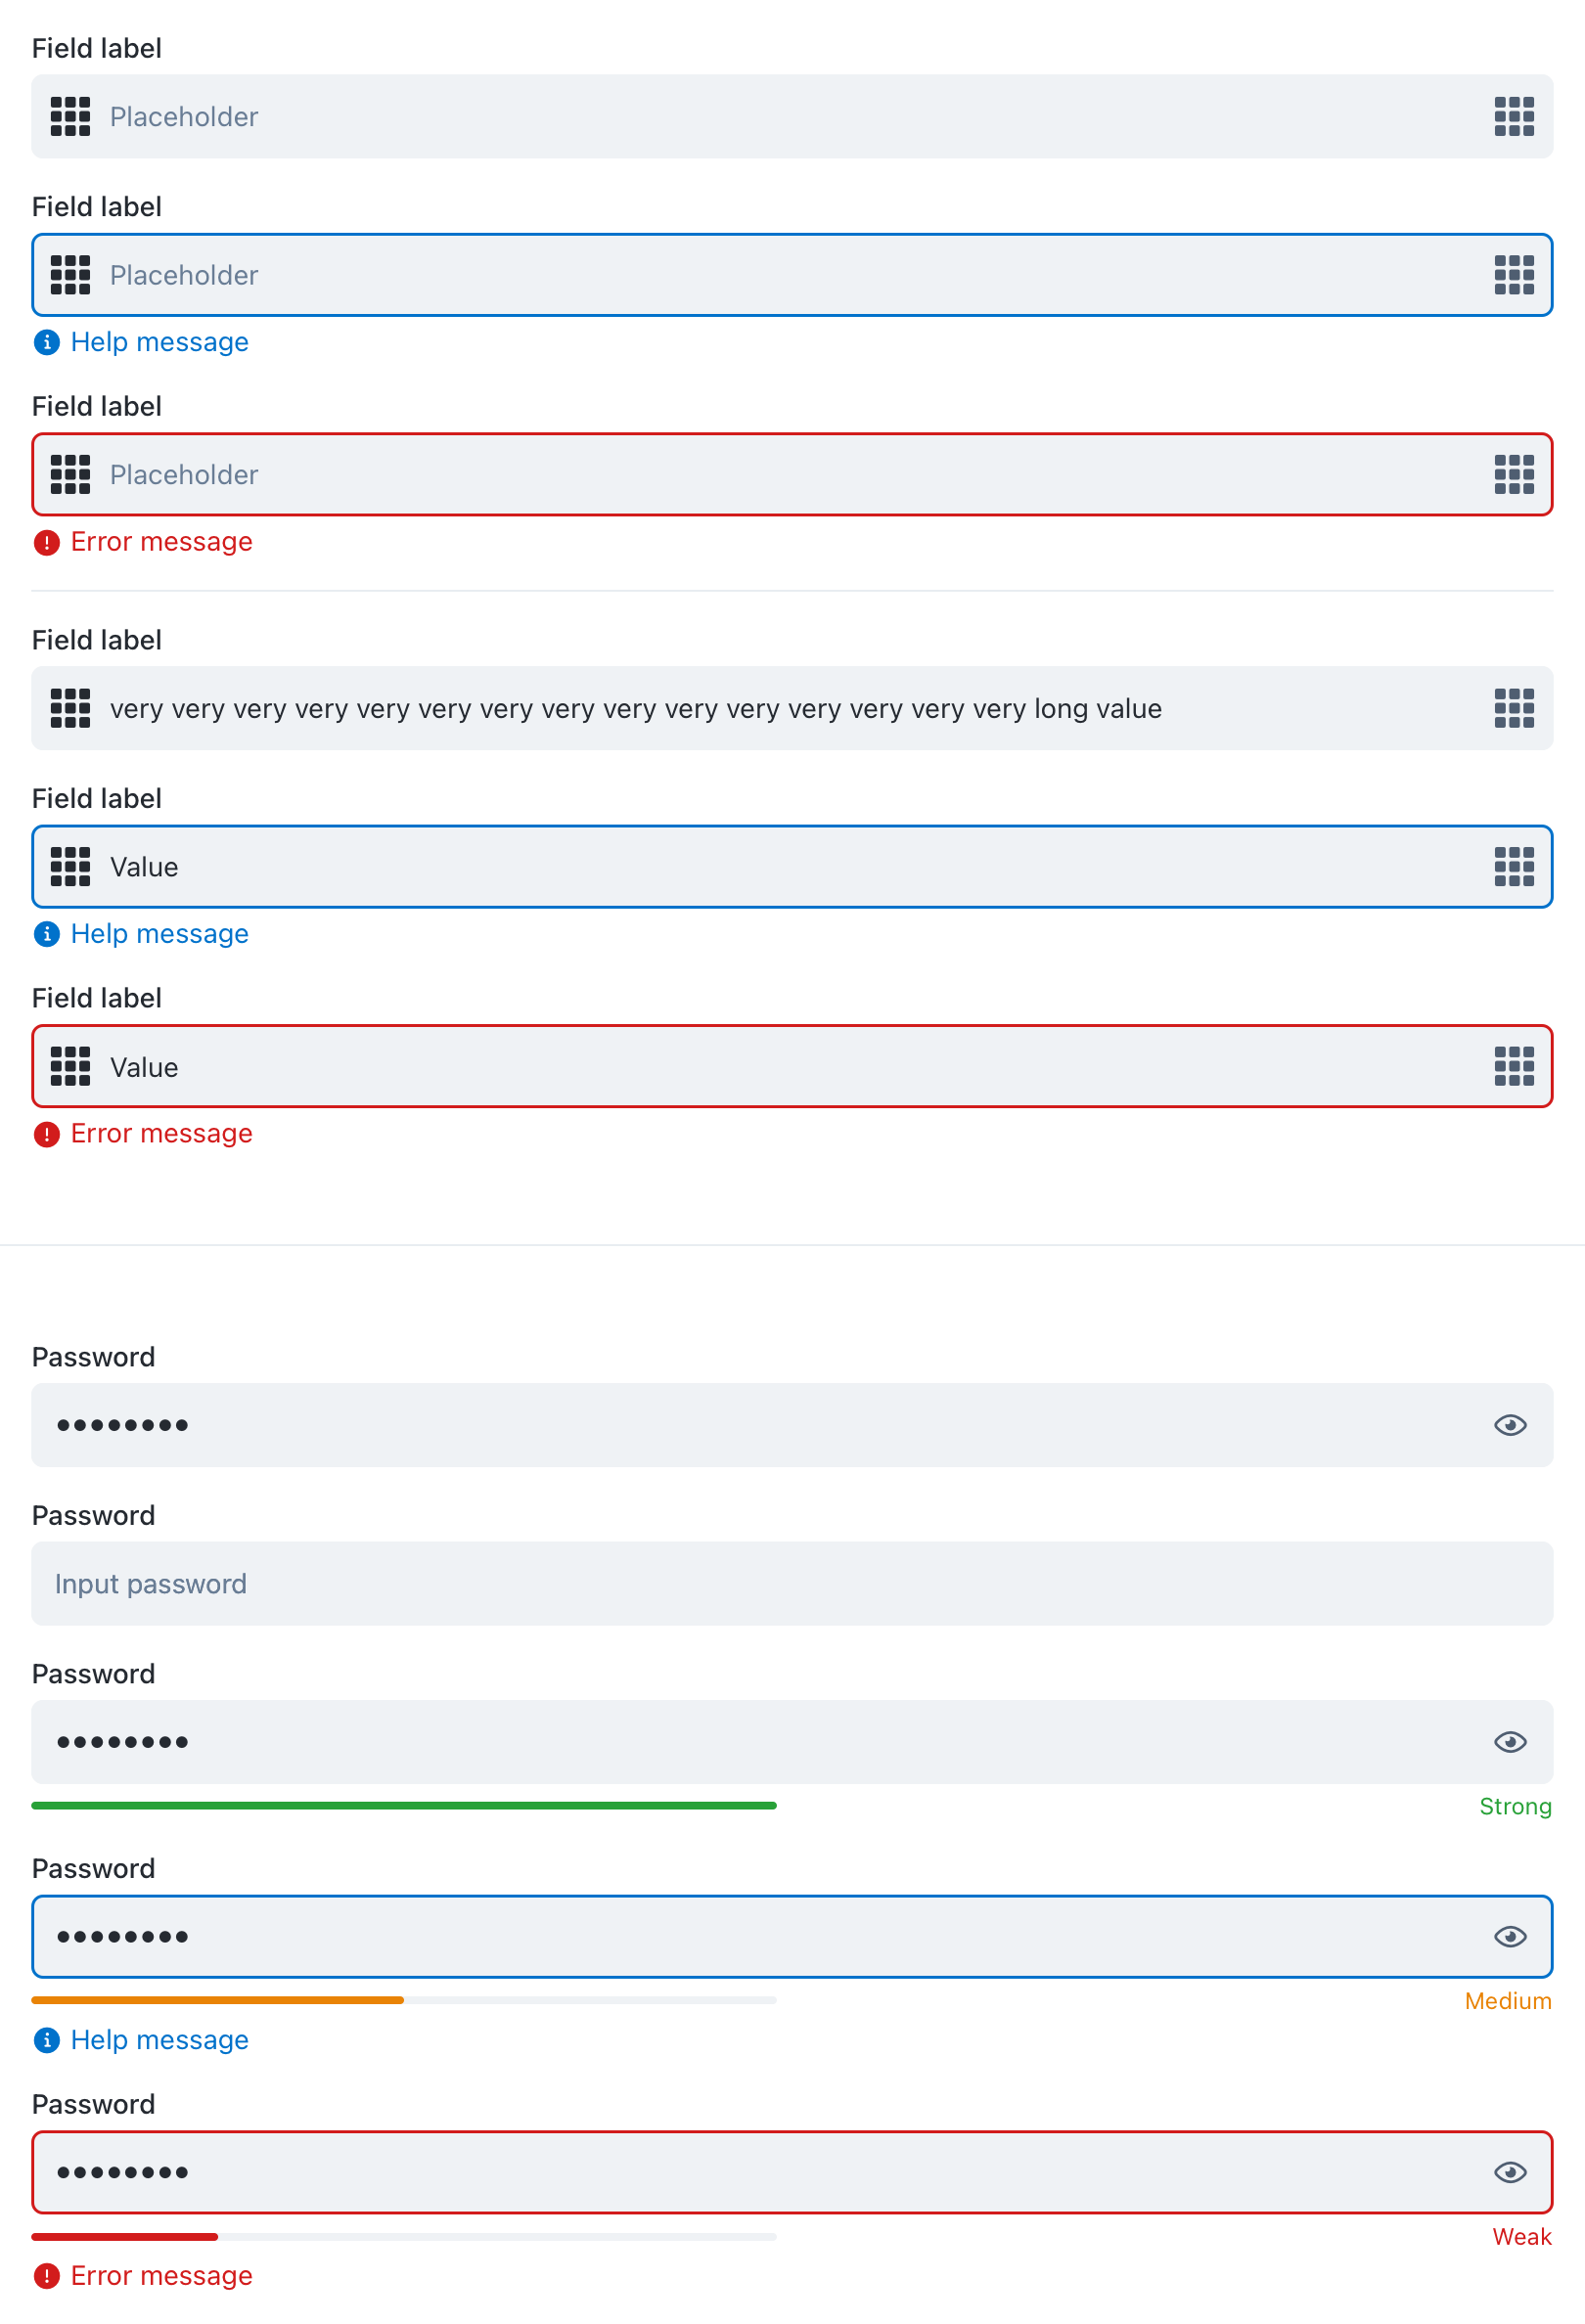 Field label
Placeholder
Field label
Placeholder
Help message
Field label
Placeholder
Error message
Field label
very very very very very very very very very very very very very very very long value
Field label
Value
Help message
Field label
Value
Error message
Password
••••••••
Password
Input password
Password
••••••••
Strong
Password
••••••••
Medium
Help message
Password
••••••••
Weak
Error message